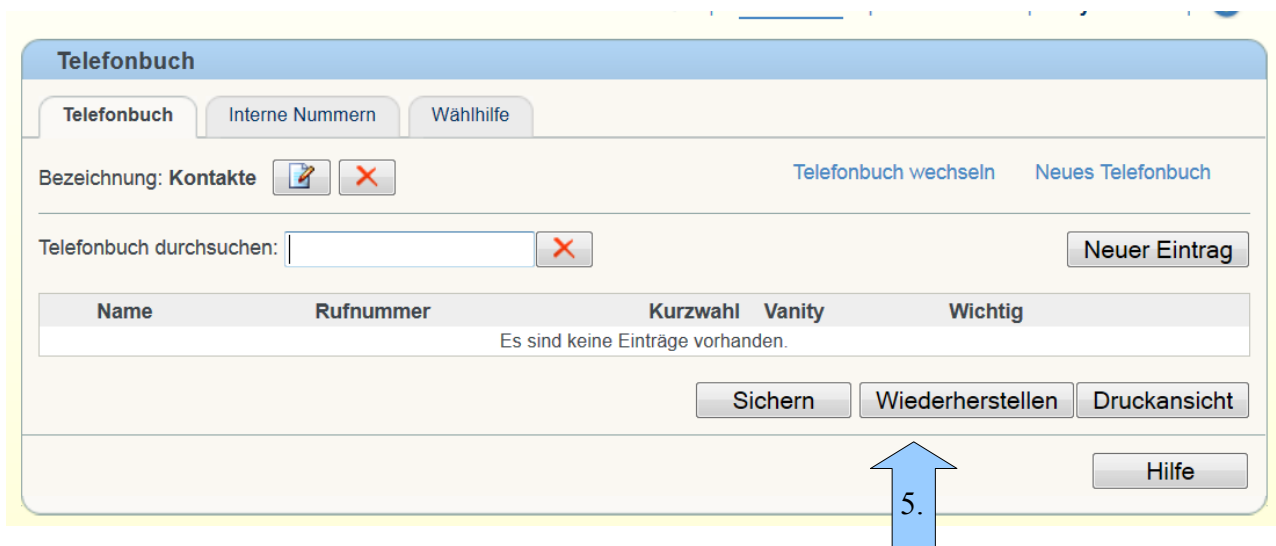 Telefonbuch
Telefonbuch Interne Nummern Wählhilfe
Bezeichnung: Kontakte Telefonbuch wechseln Neues Telefonbuch
Telefonbuch durchsuchen: Neuer Eintrag
Name Rufnummer Kurzwahl Vanity Wichtig
Es sind keine Einträge vorhanden.
Sichern Wiederherstellen Druckansicht
Hilfe
5.